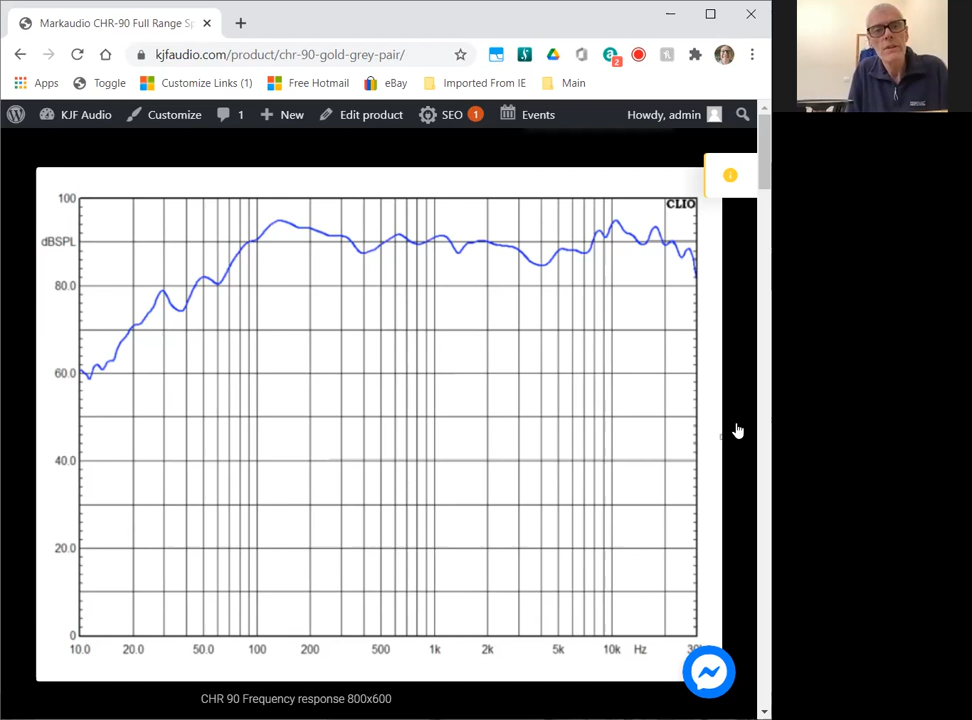 Markaudio CHR-90 Full Range Sp
kjfaudio.com/product/chr-90-gold-grey-pair/
2
Apps Toggle Customize Links (1) Free Hotmail eBay Imported From IE Main
KJF Audio Customize 1 New Edit product SEO 1 Events Howdy, admin
100
CLIO
dBSPL
80.0
60.0
40.0
20.0
0
10.0 20.0 50.0 100 200 500 1k 2k 5k 10k Hz
CHR 90 Frequency response 800x600